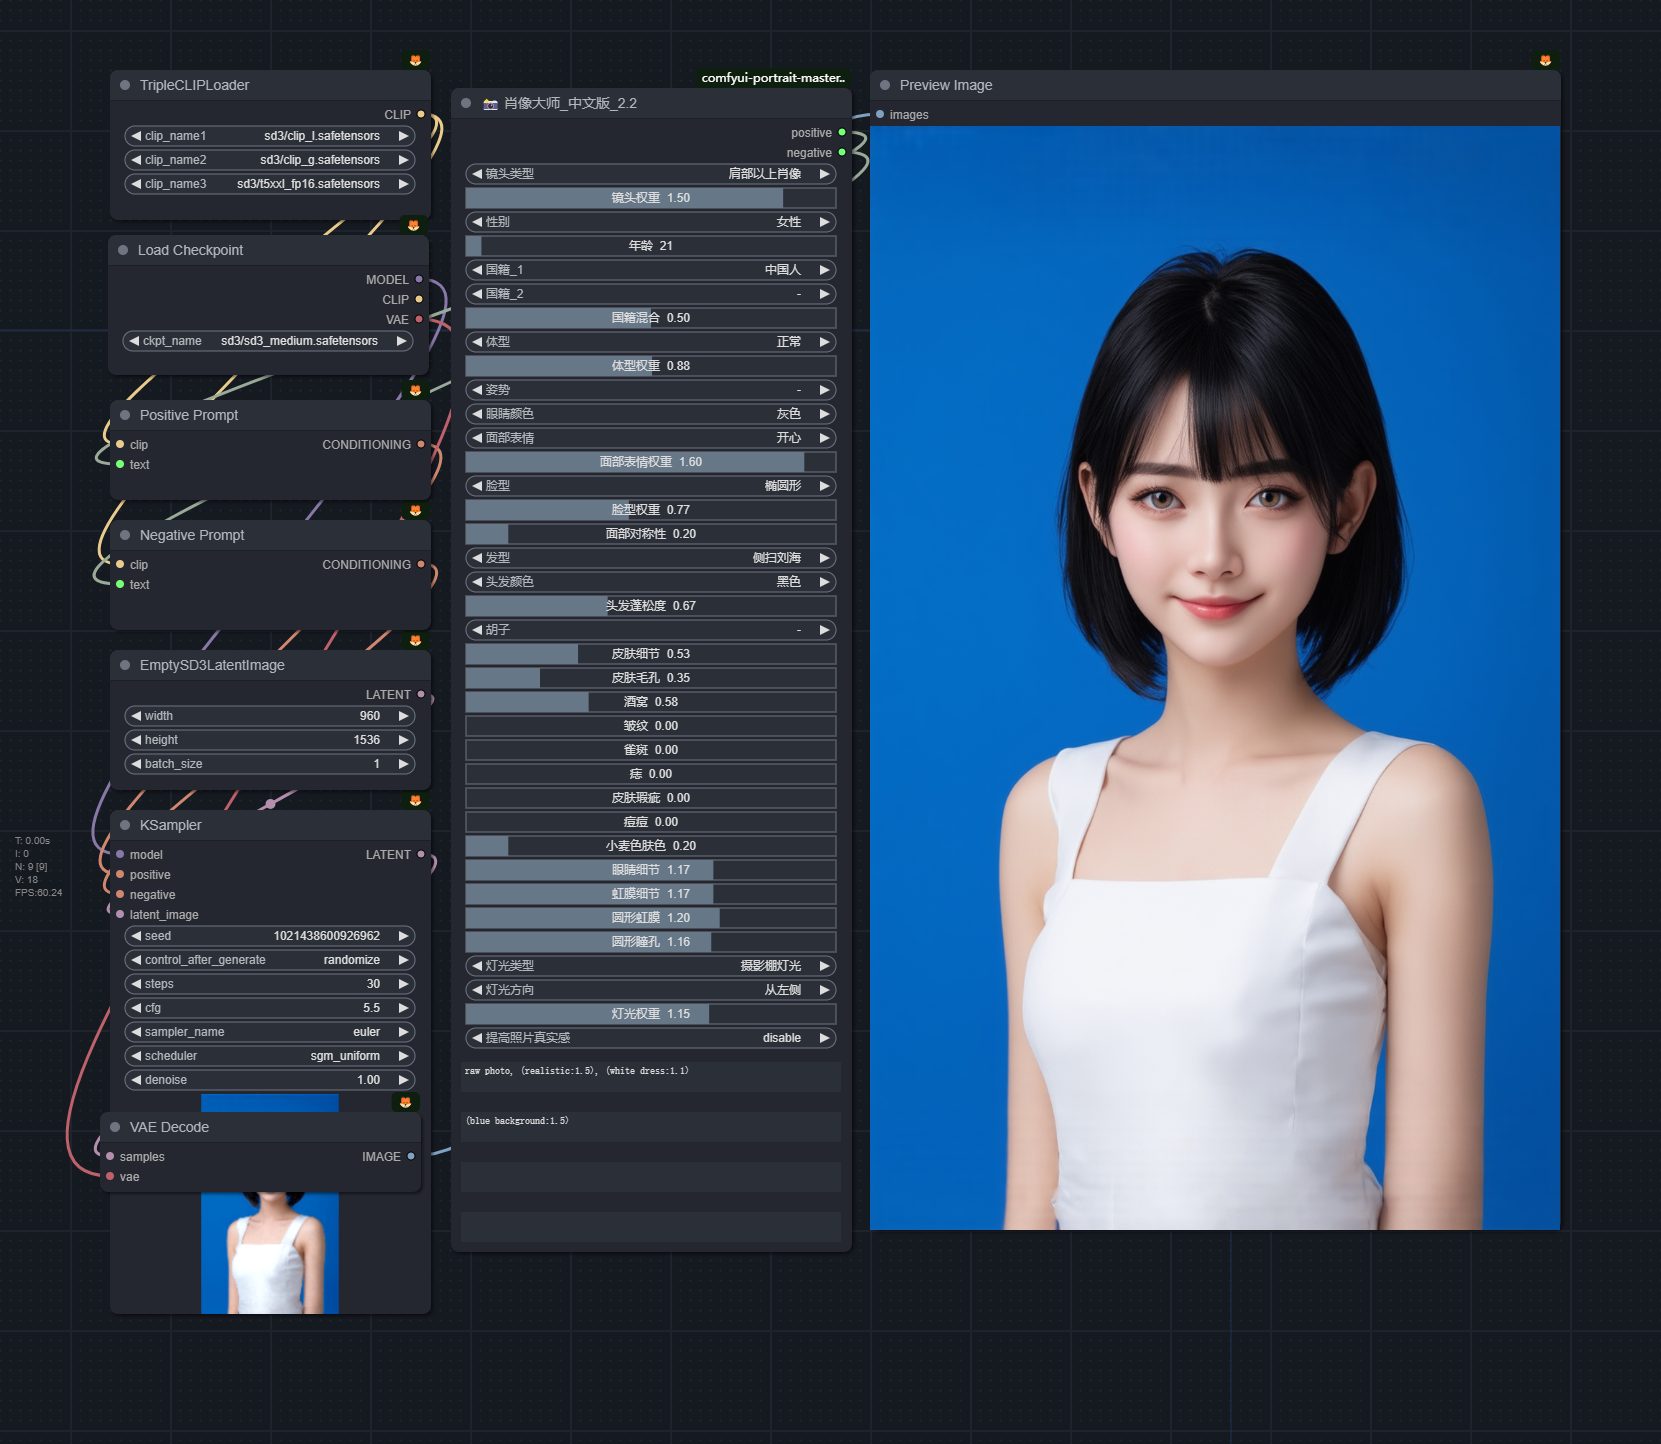 TripleCLIPLoader
CLIP
clip_name1 sd3/clip_l.safetensors
clip_name2 sd3/clip_g.safetensors
clip_name3 sd3/t5xxl_fp16.safetensors
Load Checkpoint
MODEL
CLIP
VAE
ckpt_name sd3/sd3_medium.safetensors
Positive Prompt
clip CONDITIONING
text
Negative Prompt
clip CONDITIONING
text
EmptySD3LatentImage
LATENT
width 960
height 1536
batch_size 1
KSampler
model LATENT
positive
negative
latent_image
seed 1021438600926962
control_after_generate randomize
steps 30
cfg 5.5
sampler_name euler
scheduler sgm_uniform
denoise 1.00
VAE Decode
samples IMAGE
vae
T: 0.00s
I: 0
N: 9 [9]
V: 18
FPS:60.24
comfyui-portrait-master..
肖像大师_中文版_2.2
positive
negative
镜头类型 肩部以上肖像
镜头权重 1.50
性别 女性
年龄 21
国籍_1 中国人
国籍_2 -
国籍混合 0.50
体型 正常
体型权重 0.88
姿势 -
眼睛颜色 灰色
面部表情 开心
面部表情权重 1.60
脸型 椭圆形
脸型权重 0.77
面部对称性 0.20
发型 侧扫刘海
头发颜色 黑色
头发蓬松度 0.67
胡子 -
皮肤细节 0.53
皮肤毛孔 0.35
酒窝 0.58
皱纹 0.00
雀斑 0.00
痣 0.00
皮肤瑕疵 0.00
痘痘 0.00
小麦色肤色 0.20
眼睛细节 1.17
虹膜细节 1.17
圆形虹膜 1.20
圆形瞳孔 1.16
灯光类型 摄影棚灯光
灯光方向 从左侧
灯光权重 1.15
提高照片真实感 disable
raw photo, (realistic:1.5), (white dress:1.1)
(blue background:1.5)
Preview Image
images